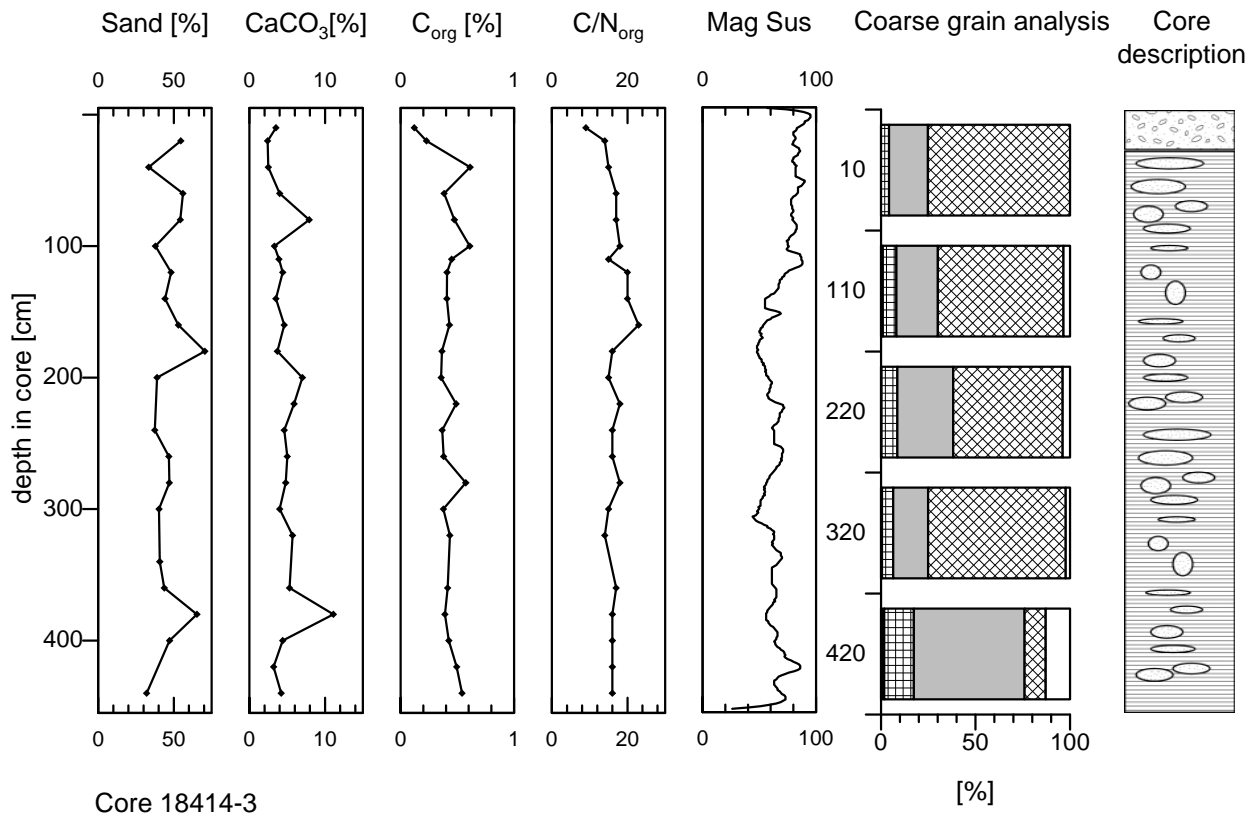 Sand [%] CaCO3[%] Corg [%] C/Norg Mag Sus Coarse grain analysis Core description
0 50 0 10 0 1 0 20 0 100
depth in core [cm]
100
200
300
400
10
110
220
320
420
0 50 0 10 0 1 0 20 0 100 0 50 100
[%]
Core 18414-3